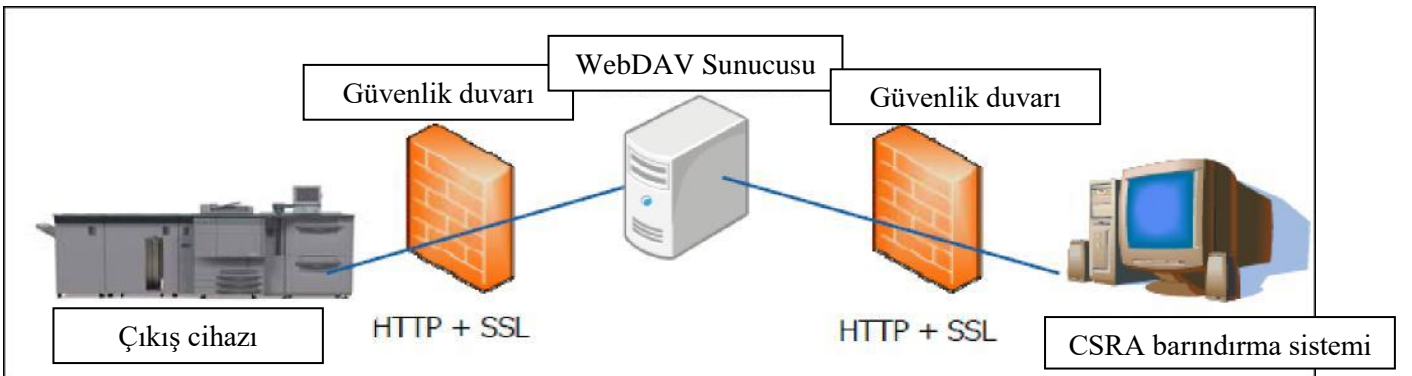 WebDAV Sunucusu
Güvenlik duvarı
Güvenlik duvarı
HTTP + SSL
HTTP + SSL
Çıkış cihazı
CSRA barındırma sistemi